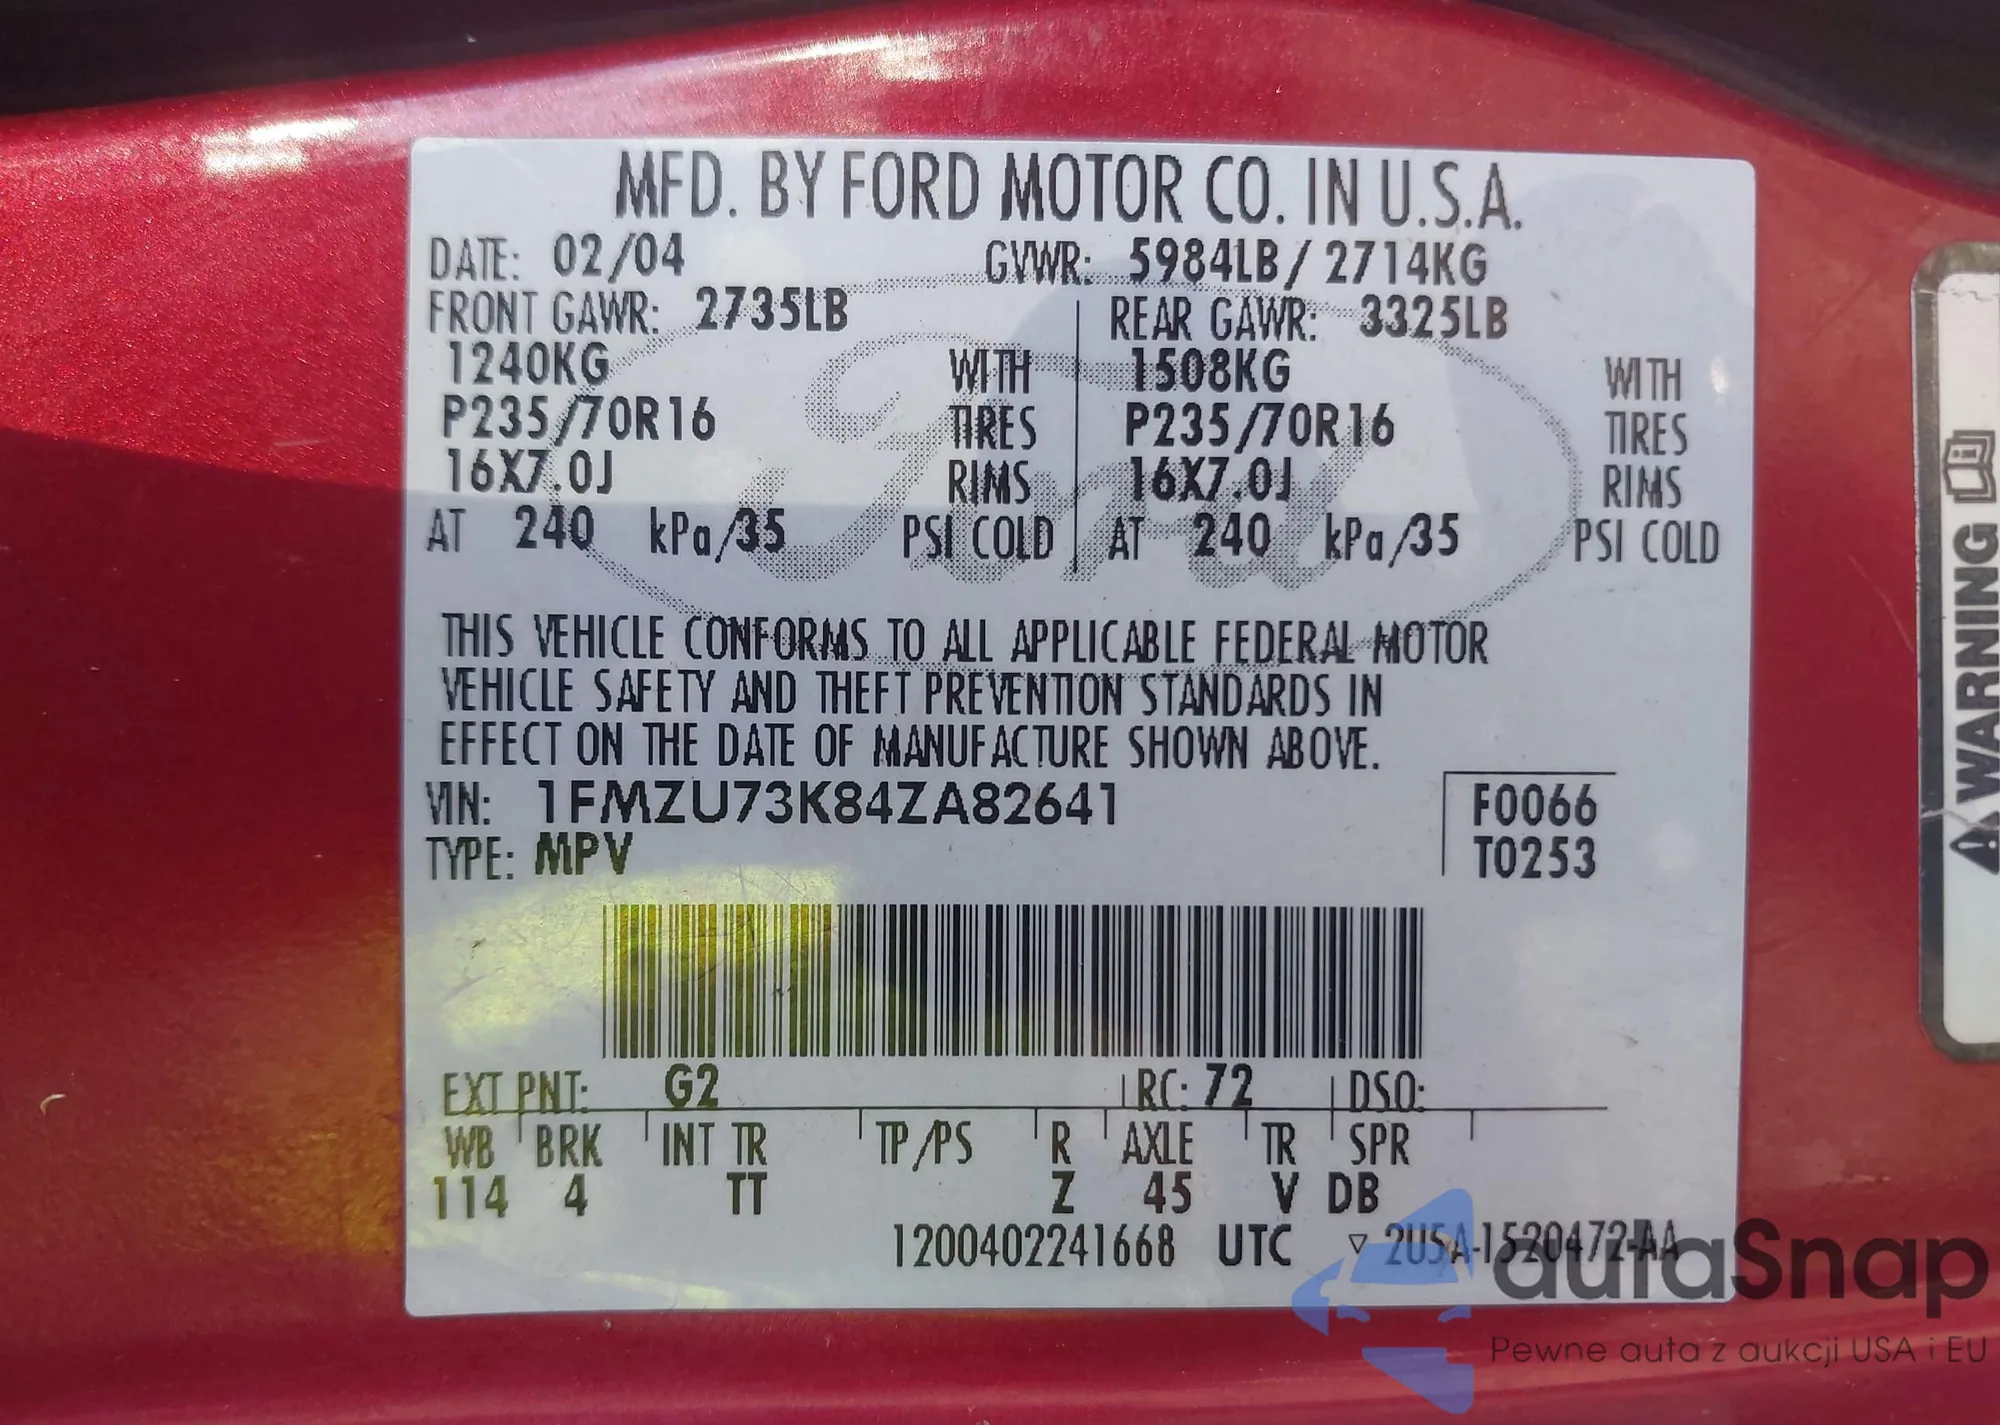 MFD. BY FORD MOTOR CO. IN U.S.A.
DATE: 02/04 GVWR: 5984LB / 2714KG
FRONT GAWR: 2735LB REAR GAWR: 3325LB
1240KG WITH 1508KG WITH
P235/70R16 TIRES P235/70R16 TIRES
16X7.0J RIMS 16X7.0J RIMS
AT 240 kPa/35 PSI COLD AT 240 kPa/35 PSI COLD
THIS VEHICLE CONFORMS TO ALL APPLICABLE FEDERAL MOTOR
VEHICLE SAFETY AND THEFT PREVENTION STANDARDS IN
EFFECT ON THE DATE OF MANUFACTURE SHOWN ABOVE.
VIN: 1FMZU73K84ZA82641 F0066
TYPE: MPV T0253
EXT PNT: G2 RC: 72 DSO:
WB BRK INT TR TP/PS R AXLE TR SPR
114 4 TT Z 45 V DB
1200402241668 UTC ▽ 2U5A-1520472-AA
Ford
WARNING
autaSnap
Pewne auta z aukcji USA i EU